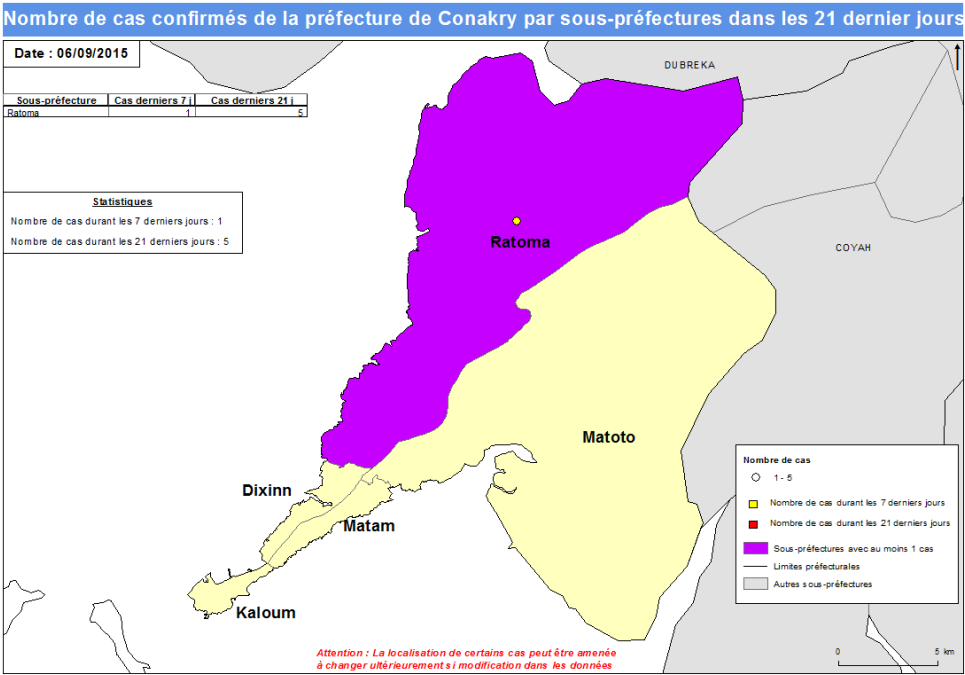 Nombre de cas confirmés de la préfecture de Conakry par sous-préfectures dans les 21 dernier jours
Date : 06/09/2015
DUBREKA
Sous-préfecture Cas derniers 7 j Cas derniers 21 j
Ratoma 1 5
Statistiques
Nombre de cas durant les 7 derniers jours : 1
Nombre de cas durant les 21 derniers jours : 5
Ratoma
COYAH
Matoto
Dixinn
Matam
Kaloum
Nombre de cas
1 - 5
Nombre de cas durant les 7 derniers jours
Nombre de cas durant les 21 derniers jours
Sous-préfectures avec au moins 1 cas
Limites préfecturales
Autres sous-préfectures
Attention : La localisation de certains cas peut être amenée
à changer ultérieurement si modification dans les données
0 5 km